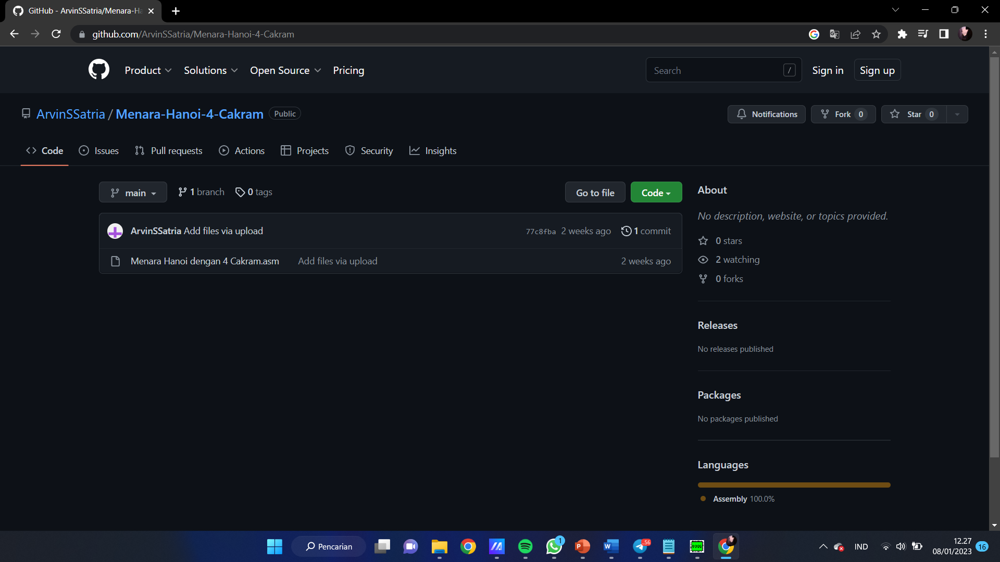 GitHub - ArvinSSatria/Menara-Ha
github.com/ArvinSSatria/Menara-Hanoi-4-Cakram
Product Solutions Open Source Pricing Search / Sign in Sign up
ArvinSSatria / Menara-Hanoi-4-Cakram Public Notifications Fork 0 Star 0
Code Issues Pull requests Actions Projects Security Insights
main 1 branch 0 tags Go to file Code
ArvinSSatria Add files via upload 77c8fba 2 weeks ago 1 commit
Menara Hanoi dengan 4 Cakram.asm Add files via upload 2 weeks ago
About
No description, website, or topics provided.
0 stars
2 watching
0 forks
Releases
No releases published
Packages
No packages published
Languages
Assembly 100.0%
Pencarian 1 P W ..56 IND 12.27
08/01/2023 16